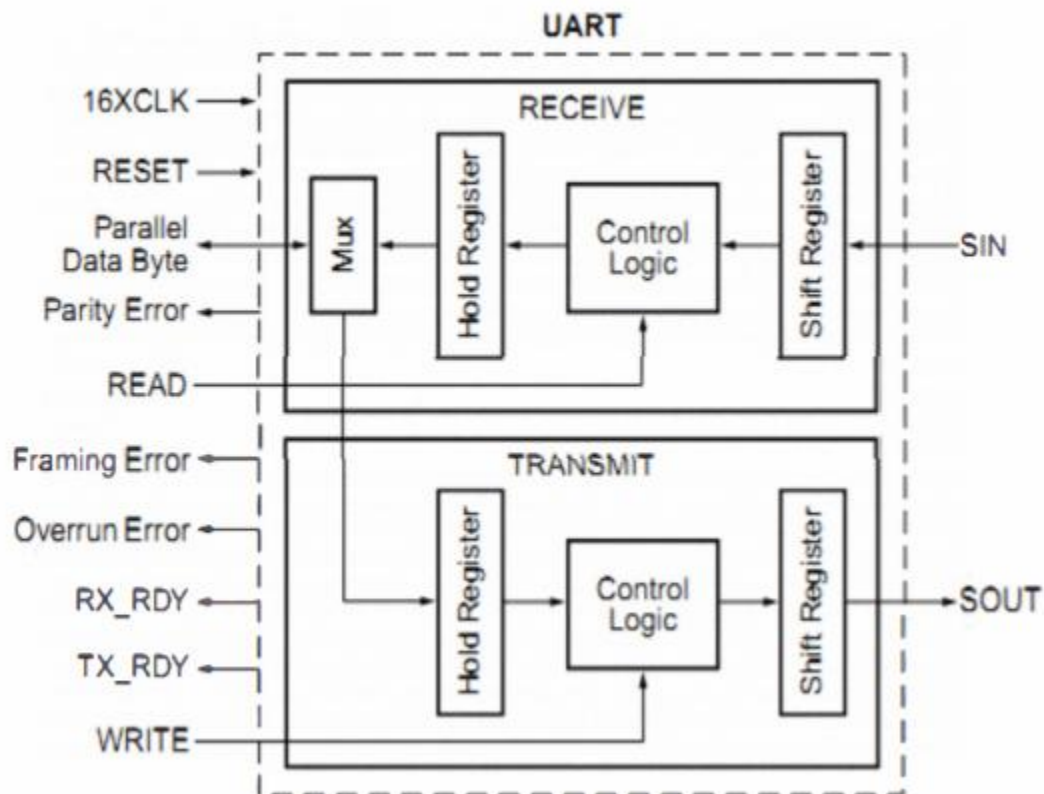 UART
16XCLK
RESET
Parallel
Data Byte
Parity Error
READ
Framing Error
Overrun Error
RX_RDY
TX_RDY
WRITE
RECEIVE
Mux
Hold Register
Control
Logic
Shift Register
SIN
TRANSMIT
Hold Register
Control
Logic
Shift Register
SOUT